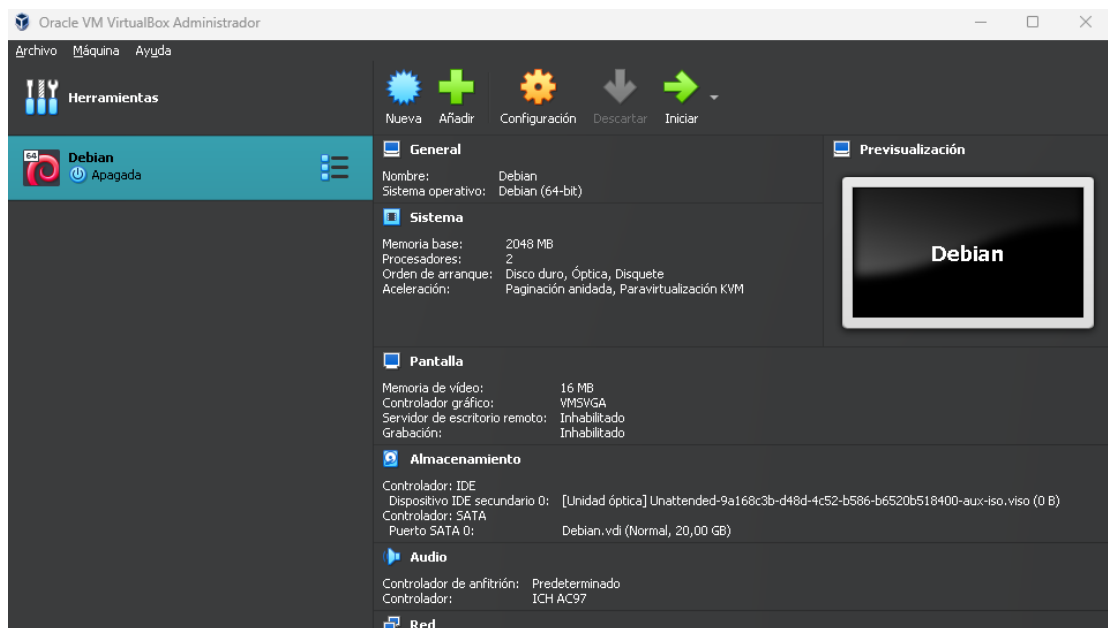 Oracle VM VirtualBox Administrador
Archivo Máquina Ayuda
Herramientas
Nueva Añadir Configuración Descartar Iniciar
64
Debian
Apagada
General
Nombre: Debian
Sistema operativo: Debian (64-bit)
Previsualización
Debian
Sistema
Memoria base: 2048 MB
Procesadores: 2
Orden de arranque: Disco duro, Óptica, Disquete
Aceleración: Paginación anidada, Paravirtualización KVM
Pantalla
Memoria de vídeo: 16 MB
Controlador gráfico: VMSVGA
Servidor de escritorio remoto: Inhabilitado
Grabación: Inhabilitado
Almacenamiento
Controlador: IDE
Dispositivo IDE secundario 0: [Unidad óptica] Unattended-9a168c3b-d48d-4c52-b586-b6520b518400-aux-iso.viso (0 B)
Controlador: SATA
Puerto SATA 0: Debian.vdi (Normal, 20,00 GB)
Audio
Controlador de anfitrión: Predeterminado
Controlador: ICH AC97
Red